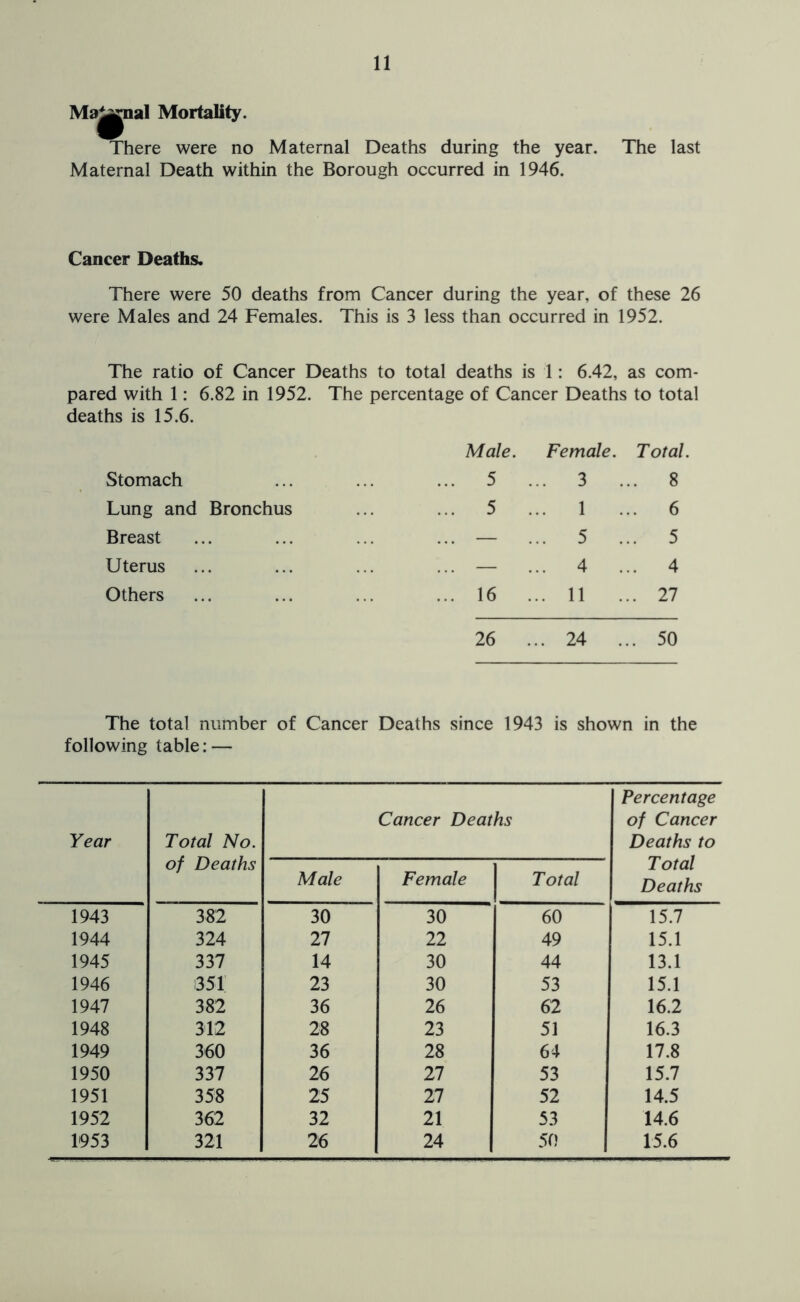 11
Maternal Mortality.
There were no Maternal Deaths during the year. The last
Maternal Death within the Borough occurred in 1946.
Cancer Deaths.
There were 50 deaths from Cancer during the year, of these 26
were Males and 24 Females. This is 3 less than occurred in 1952.
The ratio of Cancer Deaths to total deaths is 1: 6.42, as com-
pared with 1: 6.82 in 1952. The percentage of Cancer Deaths to total
deaths is 15.6.
Male. Female. Total.
Stomach ... ... ... 5 ... 3 ... 8
Lung and Bronchus ... ... 5 ... 1 ... 6
Breast ... ... ... ... — ... 5 ... 5
Uterus ... ... ... ... — ... 4 ... 4
Others ... ... ... ... 16 ... 11 ... 27
26 ... 24 ... 50
The total number of Cancer Deaths since 1943 is shown in the
following table: —
Year Total No. of Deaths Cancer Deaths Percentage of Cancer Deaths to Total Deaths
Male Female Total
1943 382 30 30 60 15.7
1944 324 27 22 49 15.1
1945 337 14 30 44 13.1
1946 351 23 30 53 15.1
1947 382 36 26 62 16.2
1948 312 28 23 51 16.3
1949 360 36 28 64 17.8
1950 337 26 27 53 15.7
1951 358 25 27 52 14.5
1952 362 32 21 53 14.6
1953 321 26 24 50 15.6